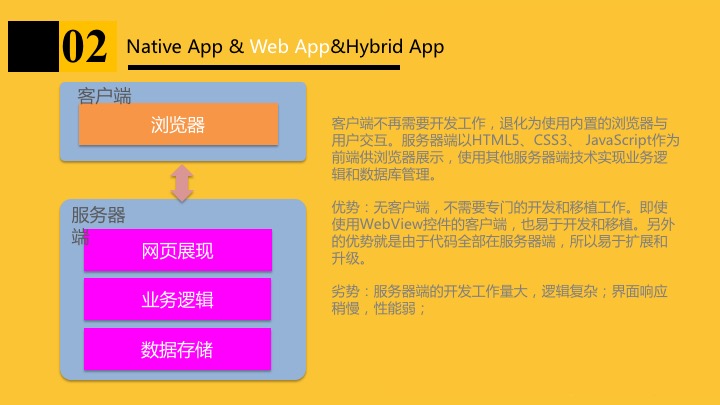 02
Native App & Web App&Hybrid App
客户端
浏览器
服务器
端
网页展现
业务逻辑
数据存储
客户端不再需要开发工作，退化为使用内置的浏览器与
用户交互。服务器端以HTML5、CSS3、 JavaScript作为
前端供浏览器展示，使用其他服务器端技术实现业务逻
辑和数据库管理。
优势：无客户端，不需要专门的开发和移植工作。即使
使用WebView控件的客户端，也易于开发和移植。另外
的优势就是由于代码全部在服务器端，所以易于扩展和
升级。
劣势：服务器端的开发工作量大，逻辑复杂；界面响应
稍慢，性能弱；